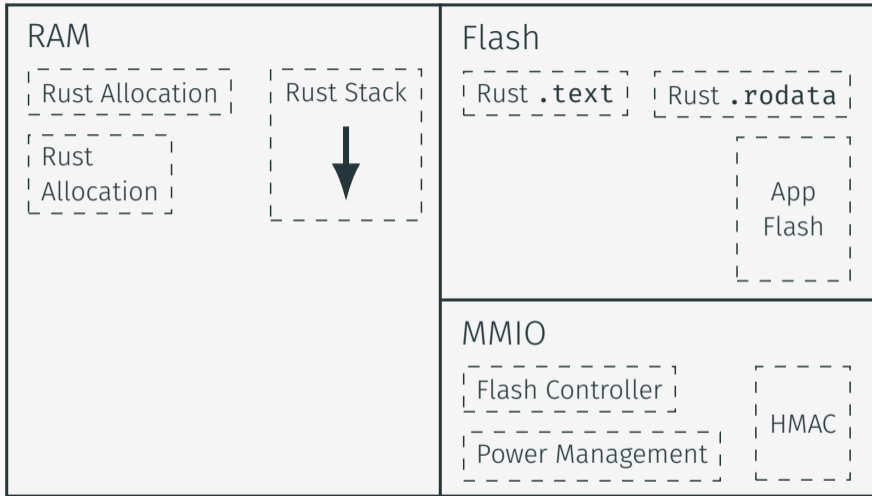 RAM
Rust Allocation
Rust
Allocation
Rust Stack
Flash
Rust .text
Rust .rodata
App
Flash
MMIO
Flash Controller
Power Management
HMAC